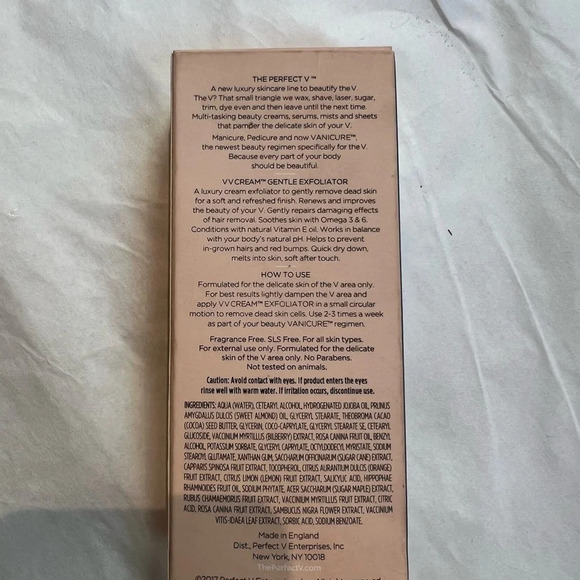 THE PERFECT V™
A new luxury skincare line to beautify the V.
The V? That small triangle we wax, shave, laser, sugar,
trim, dye even and then leave until the next time.
Multi-tasking beauty creams, serums, mists and sheets
that pamper the delicate skin of your V.
Manicure, Pedicure and now VANICURE™,
the newest beauty regimen specifically for the V.
Because every part of your body
should be beautiful.
VV CREAM™ GENTLE EXFOLIATOR
A luxury cream exfoliator to gently remove dead skin
for a soft and refreshed finish. Renews and improves
the beauty of your V. Gently repairs damaging effects
of hair removal. Soothes skin with Omega 3 & 6.
Conditions with natural Vitamin E oil. Works in balance
with your body's natural pH. Helps to prevent
in-grown hairs and red bumps. Quick dry down,
melts into skin, soft after touch.
HOW TO USE
Formulated for the delicate skin of the V area only.
For best results lightly dampen the V area and
apply VV CREAM™ EXFOLIATOR in a small circular
motion to remove dead skin cells. Use 2-3 times a week
as part of your beauty VANICURE™ regimen.
Fragrance Free. SLS Free. For all skin types.
For external use only. Formulated for the delicate
skin of the V area only. No Parabens.
Not tested on animals.
Caution: Avoid contact with eyes. If product enters the eyes
rinse well with warm water. If irritation occurs, discontinue use.
INGREDIENTS: AQUA (WATER), CETEARYL ALCOHOL, HYDROGENATED JOJOBA OIL, PRUNUS
AMYGDALUS DULCIS (SWEET ALMOND) OIL, GLYCERYL STEARATE, THEOBROMA CACAO
(COCOA) SEED BUTTER, GLYCERIN, COCO-CAPRYLATE, GLYCERYL STEARATE SE, CETEARYL
GLUCOSIDE, VACCINIUM MYRTILLUS (BILBERRY) EXTRACT, ROSA CANINA FRUIT OIL, BENZYL
ALCOHOL, POTASSIUM SORBATE, GLYCERYL CAPRYLATE, OCTYLDODECYL MYRISTATE, SODIUM
STEAROYL GLUTAMATE, XANTHAN GUM, SACCHARUM OFFICINARUM (SUGAR CANE) EXTRACT,
CAPPARIS SPINOSA FRUIT EXTRACT, TOCOPHEROL, CITRUS AURANTIUM DULCIS (ORANGE)
FRUIT EXTRACT, CITRUS LIMON (LEMON) FRUIT EXTRACT, SALICYLIC ACID, HIPPOPHAE
RHAMNOIDES FRUIT OIL, SODIUM PHYTATE, ACER SACCHARUM (SUGAR MAPLE) EXTRACT,
RUBUS CHAMAEMORUS FRUIT EXTRACT, VACCINIUM MYRTILLUS FRUIT EXTRACT, CITRIC
ACID, ROSA CANINA FRUIT EXTRACT, SAMBUCUS NIGRA FLOWER EXTRACT, VACCINIUM
VITIS-IDAEA LEAF EXTRACT, SORBIC ACID, SODIUM BENZOATE.
Made in England
Dist., Perfect V Enterprises, Inc
New York, NY 10018
ThePerfectV.com
©2017 Perfect V